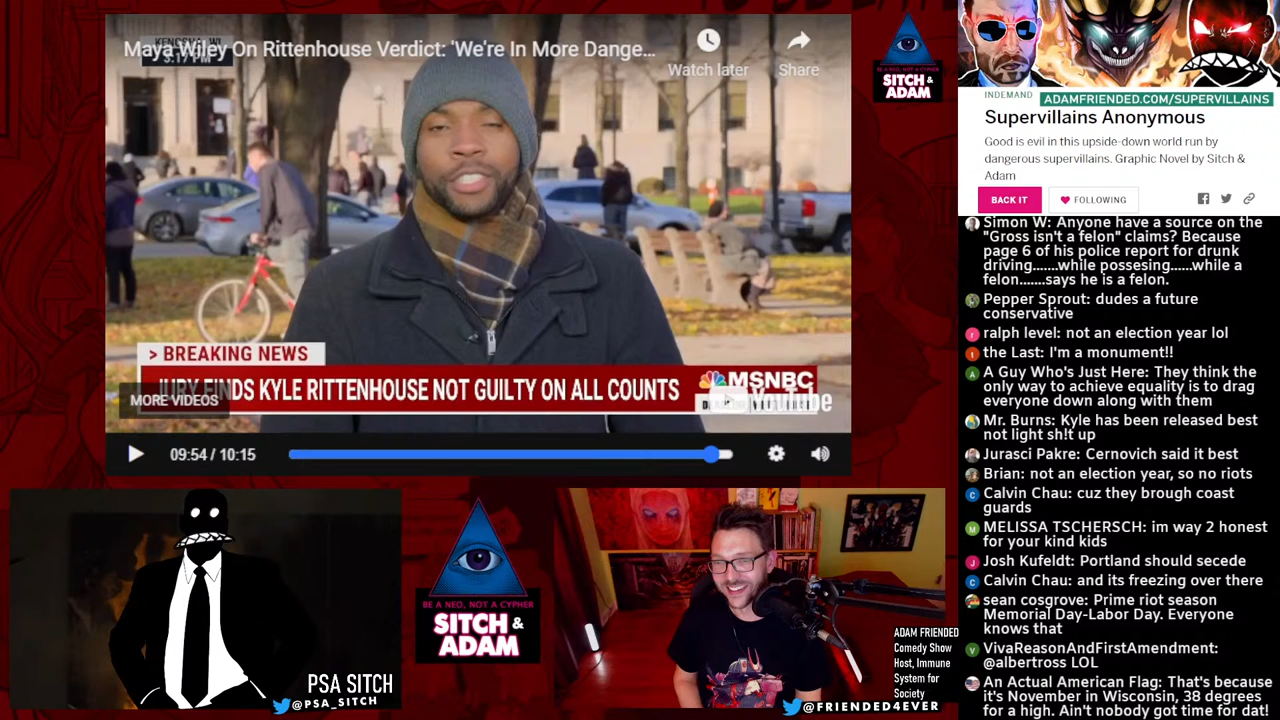 KENOSHA, WI
3:17 PM
Maya Wiley On Rittenhouse Verdict: 'We're In More Dange...
Watch later
Share
> BREAKING NEWS
JURY FINDS KYLE RITTENHOUSE NOT GUILTY ON ALL COUNTS
MSNBC
YouTube
MORE VIDEOS
09:54 / 10:15
BE A NEO, NOT A CYPHER
SITCH &
ADAM
INDEMAND
ADAMFRIENDED.COM/SUPERVILLAINS
Supervillains Anonymous
Good is evil in this upside-down world run by
dangerous supervillains. Graphic Novel by Sitch &
Adam
BACK IT
FOLLOWING
Simon W: Anyone have a source on the
"Gross isn't a felon" claims? Because
page 6 of his police report for drunk
driving.......while possesing......while a
felon.......says he is a felon.
Pepper Sprout: dudes a future
conservative
ralph level: not an election year lol
the Last: I'm a monument!!
A Guy Who's Just Here: They think the
only way to achieve equality is to drag
everyone down along with them
Mr. Burns: Kyle has been released best
not light sh!t up
Jurasci Pakre: Cernovich said it best
Brian: not an election year, so no riots
Calvin Chau: cuz they brough coast
guards
MELISSA TSCHERSCH: im way 2 honest
for your kind kids
Josh Kufeldt: Portland should secede
Calvin Chau: and its freezing over there
sean cosgrove: Prime riot season
Memorial Day-Labor Day. Everyone
knows that
VivaReasonAndFirstAmendment:
@albertross LOL
An Actual American Flag: That's because
it's November in Wisconsin, 38 degrees
for a high. Ain't nobody got time for dat!
PSA SITCH
@PSA_SITCH
BE A NEO, NOT A CYPHER
SITCH &
ADAM
ADAM FRIENDED
Comedy Show
Host, Immune
System for
Society
@FRIENDED4EVER